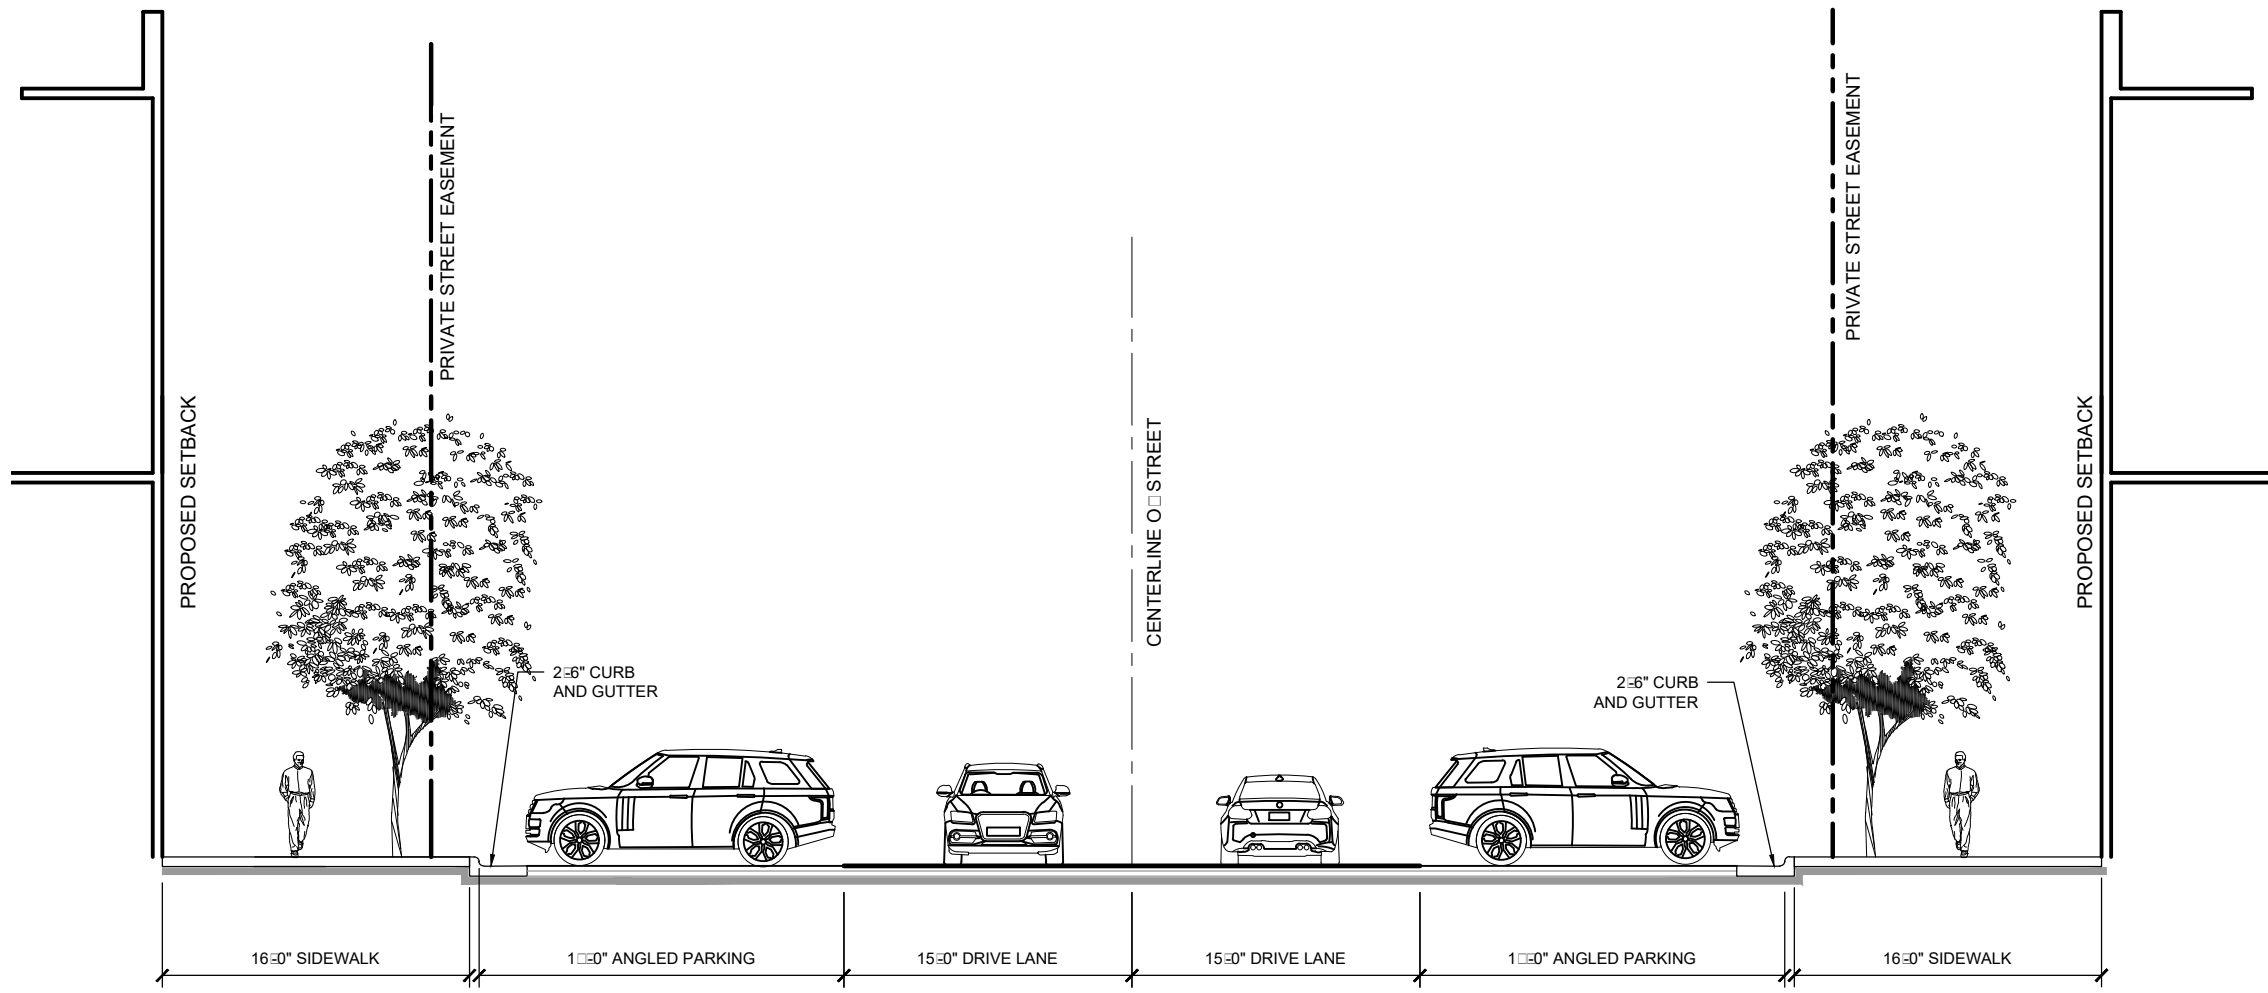 PRIVATE STREET EASEMENT
PRIVATE STREET EASEMENT
PROPOSED SETBACK
CENTERLINE O□ STREET
PROPOSED SETBACK
2□6" CURB
AND GUTTER
2□6" CURB
AND GUTTER
16□0" SIDEWALK
1□□0" ANGLED PARKING
15□0" DRIVE LANE
15□0" DRIVE LANE
1□□0" ANGLED PARKING
16□0" SIDEWALK